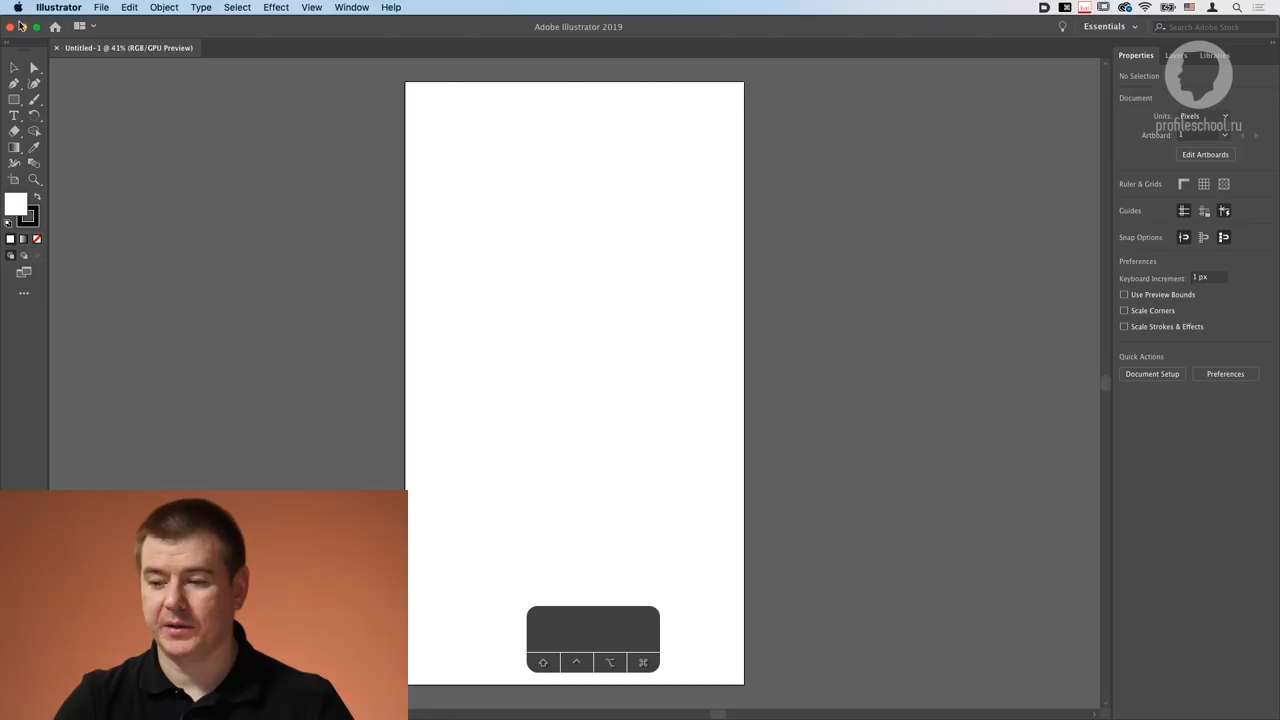 Illustrator File Edit Object Type Select Effect View Window Help
Adobe Illustrator 2019
Essentials
Search Adobe Stock
Untitled-1 @ 41% (RGB/GPU Preview)
Properties Layers Libraries
No Selection
Document
Units: Pixels
profileschool.ru
Artboard: 1
Edit Artboards
Ruler & Grids
Guides
Snap Options
Preferences
Keyboard Increment: 1 px
Use Preview Bounds
Scale Corners
Scale Strokes & Effects
Quick Actions
Document Setup Preferences